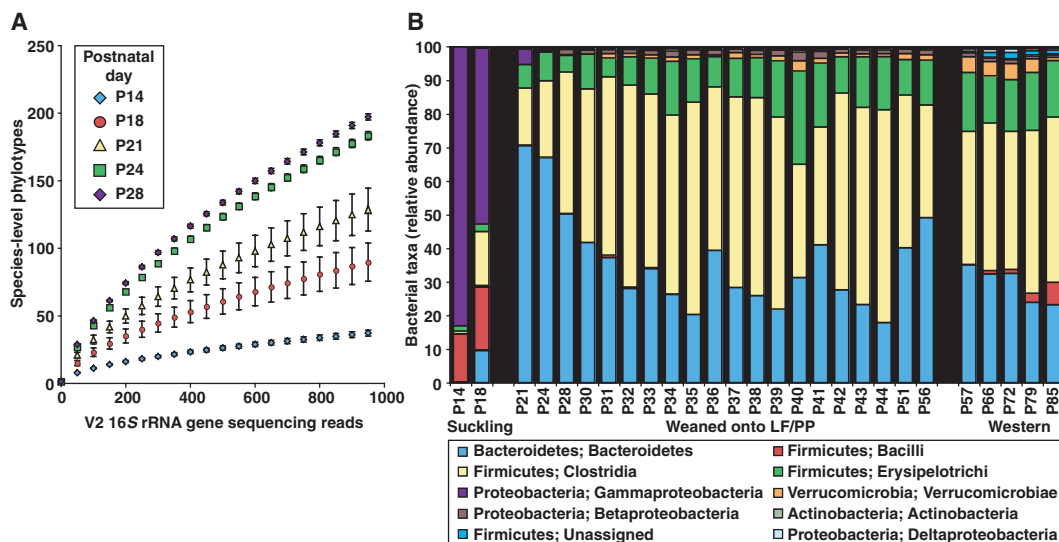 A
Species-level phylotypes
250
200
150
100
50
0
Postnatal
day
P14
P18
P21
P24
P28
0 200 400 600 800 1000
V2 16S rRNA gene sequencing reads
B
Bacterial taxa (relative abundance)
100
90
80
70
60
50
40
30
20
10
0
P14 P18 P21 P24 P28 P30 P31 P32 P33 P34 P35 P36 P37 P38 P39 P40 P41 P42 P43 P44 P51 P56 P57 P66 P72 P79 P85
Suckling Weaned onto LF/PP Western
Bacteroidetes; Bacteroidetes
Firmicutes; Clostridia
Proteobacteria; Gammaproteobacteria
Proteobacteria; Betaproteobacteria
Firmicutes; Unassigned
Firmicutes; Bacilli
Firmicutes; Erysipelotrichi
Verrucomicrobia; Verrucomicrobiae
Actinobacteria; Actinobacteria
Proteobacteria; Deltaproteobacteria